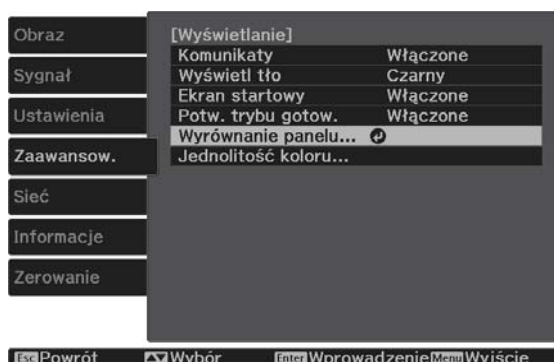 Obraz
Sygnał
Ustawienia
Zaawansow.
Sieć
Informacje
Zerowanie
[Wyświetlanie]
Komunikaty Włączone
Wyświetl tło Czarny
Ekran startowy Włączone
Potw. trybu gotow. Włączone
Wyrównanie panelu...
Jednolitość koloru...
Esc Powrót Wybór Enter Wprowadzenie Menu Wyjście